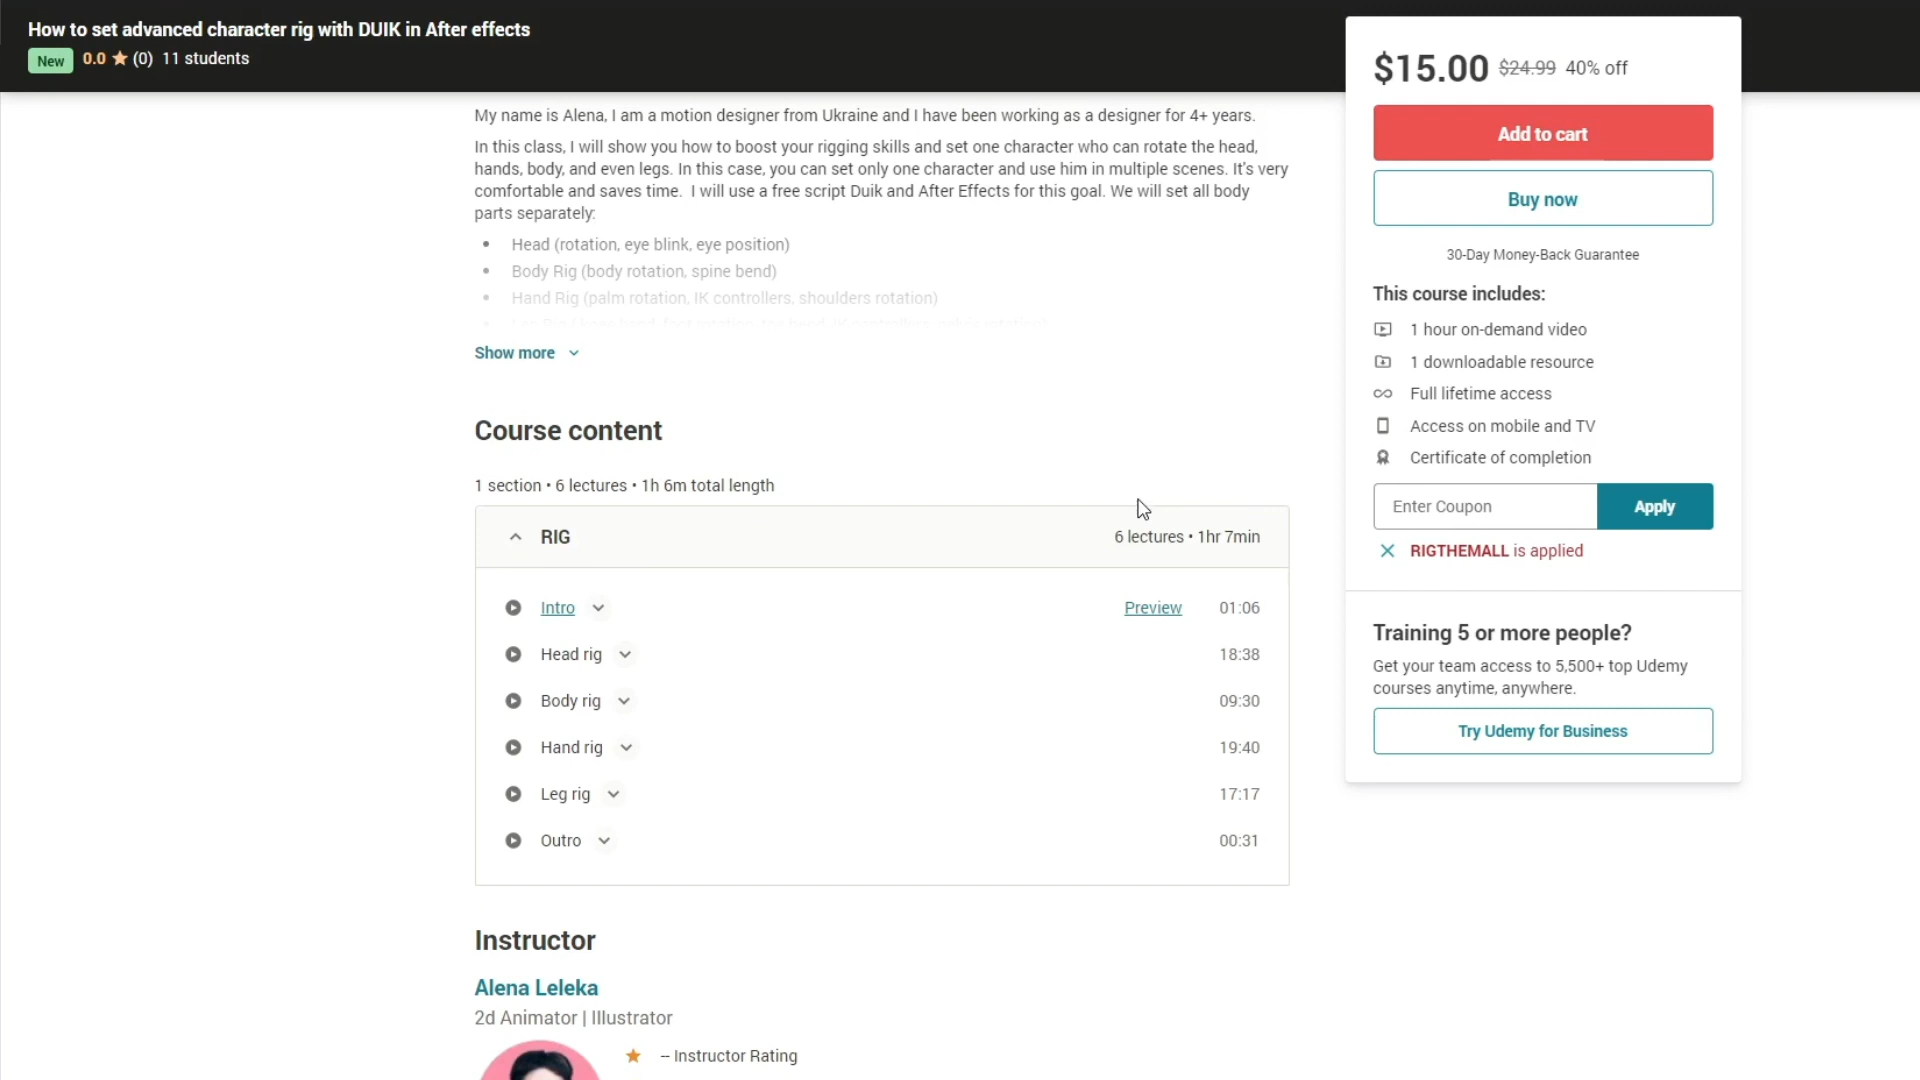 How to set advanced character rig with DUIK in After effects
New 0.0 (0) 11 students
My name is Alena, I am a motion designer from Ukraine and I have been working as a designer for 4+ years.
In this class, I will show you how to boost your rigging skills and set one character who can rotate the head,
hands, body, and even legs. In this case, you can set only one character and use him in multiple scenes. It's very
comfortable and saves time.  I will use a free script Duik and After Effects for this goal. We will set all body
parts separately:
• Head (rotation, eye blink, eye position)
• Body Rig (body rotation, spine bend)
• Hand Rig (palm rotation, IK controllers, shoulders rotation)
Show more
Course content
1 section • 6 lectures • 1h 6m total length
RIG 6 lectures • 1hr 7min
Intro Preview 01:06
Head rig 18:38
Body rig 09:30
Hand rig 19:40
Leg rig 17:17
Outro 00:31
Instructor
Alena Leleka
2d Animator | Illustrator
-- Instructor Rating
$15.00 $24.99 40% off
Add to cart
Buy now
30-Day Money-Back Guarantee
This course includes:
1 hour on-demand video
1 downloadable resource
Full lifetime access
Access on mobile and TV
Certificate of completion
Enter Coupon Apply
RIGTHEMALL is applied
Training 5 or more people?
Get your team access to 5,500+ top Udemy
courses anytime, anywhere.
Try Udemy for Business